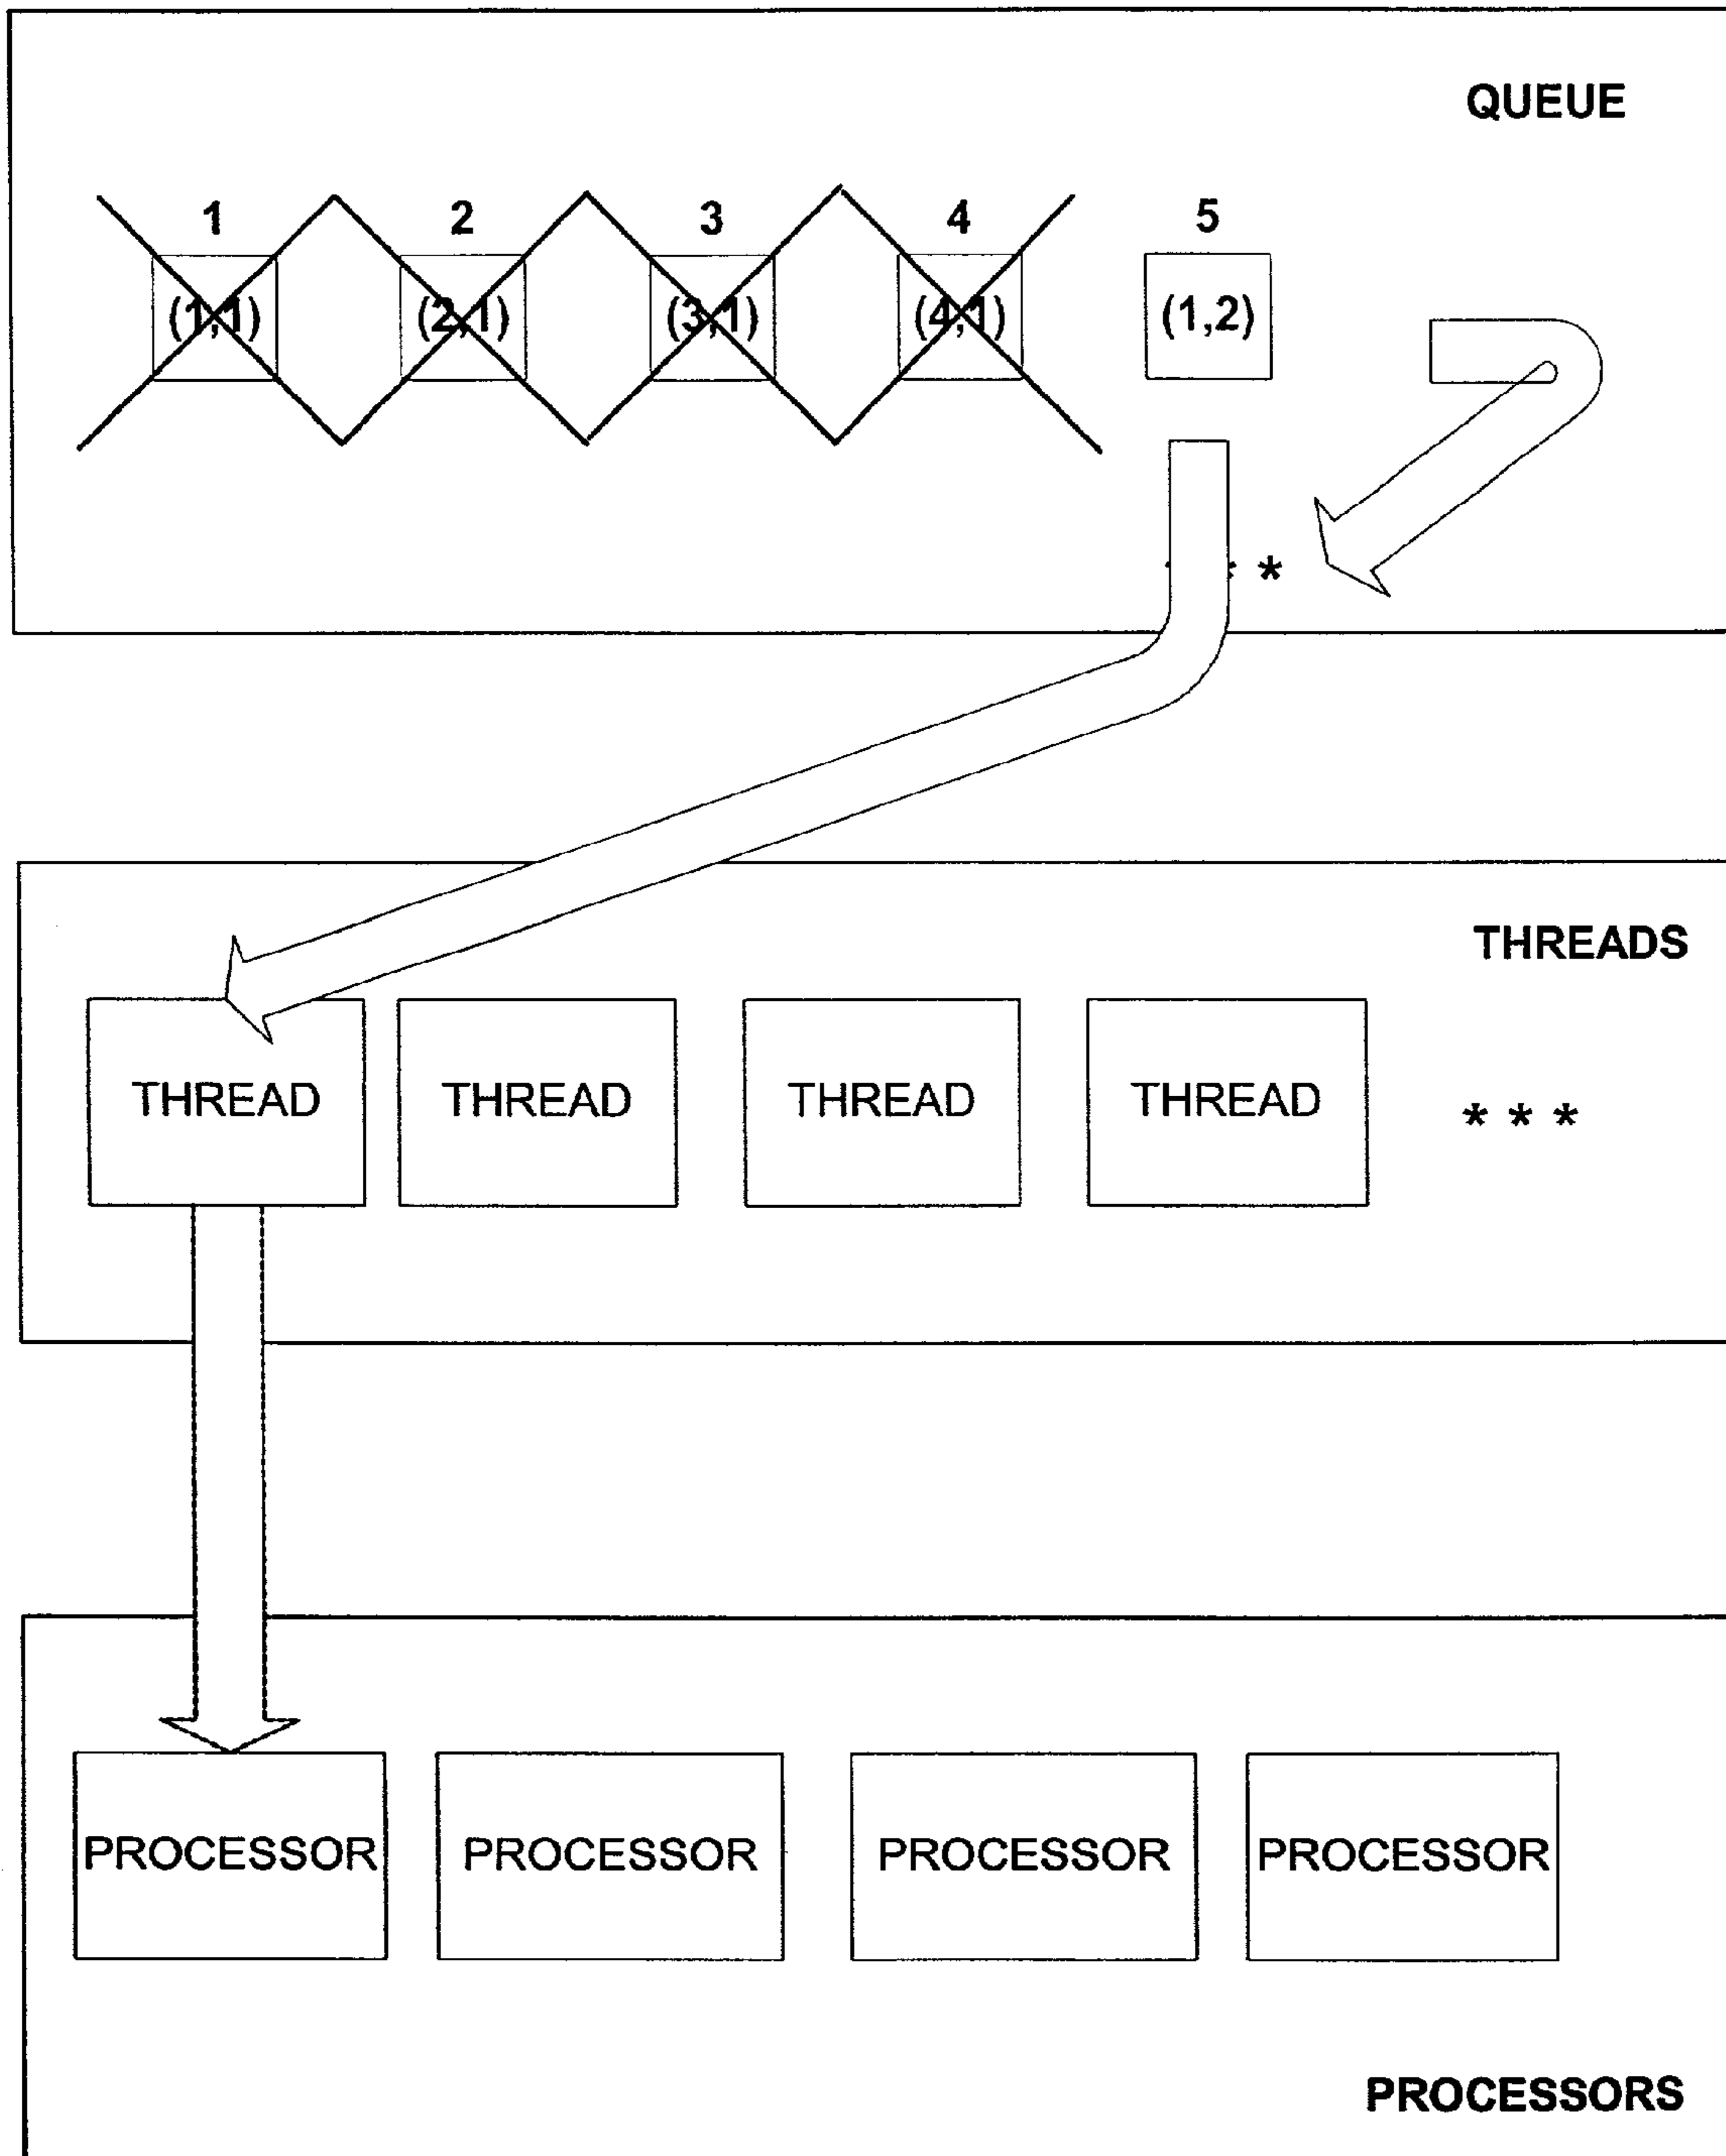 QUEUE
1 2 3 4 5
(1,1) (2,1) (3,1) (4,1) (1,2)
* *
THREADS
THREAD THREAD THREAD THREAD * * *
PROCESSOR PROCESSOR PROCESSOR PROCESSOR
PROCESSORS